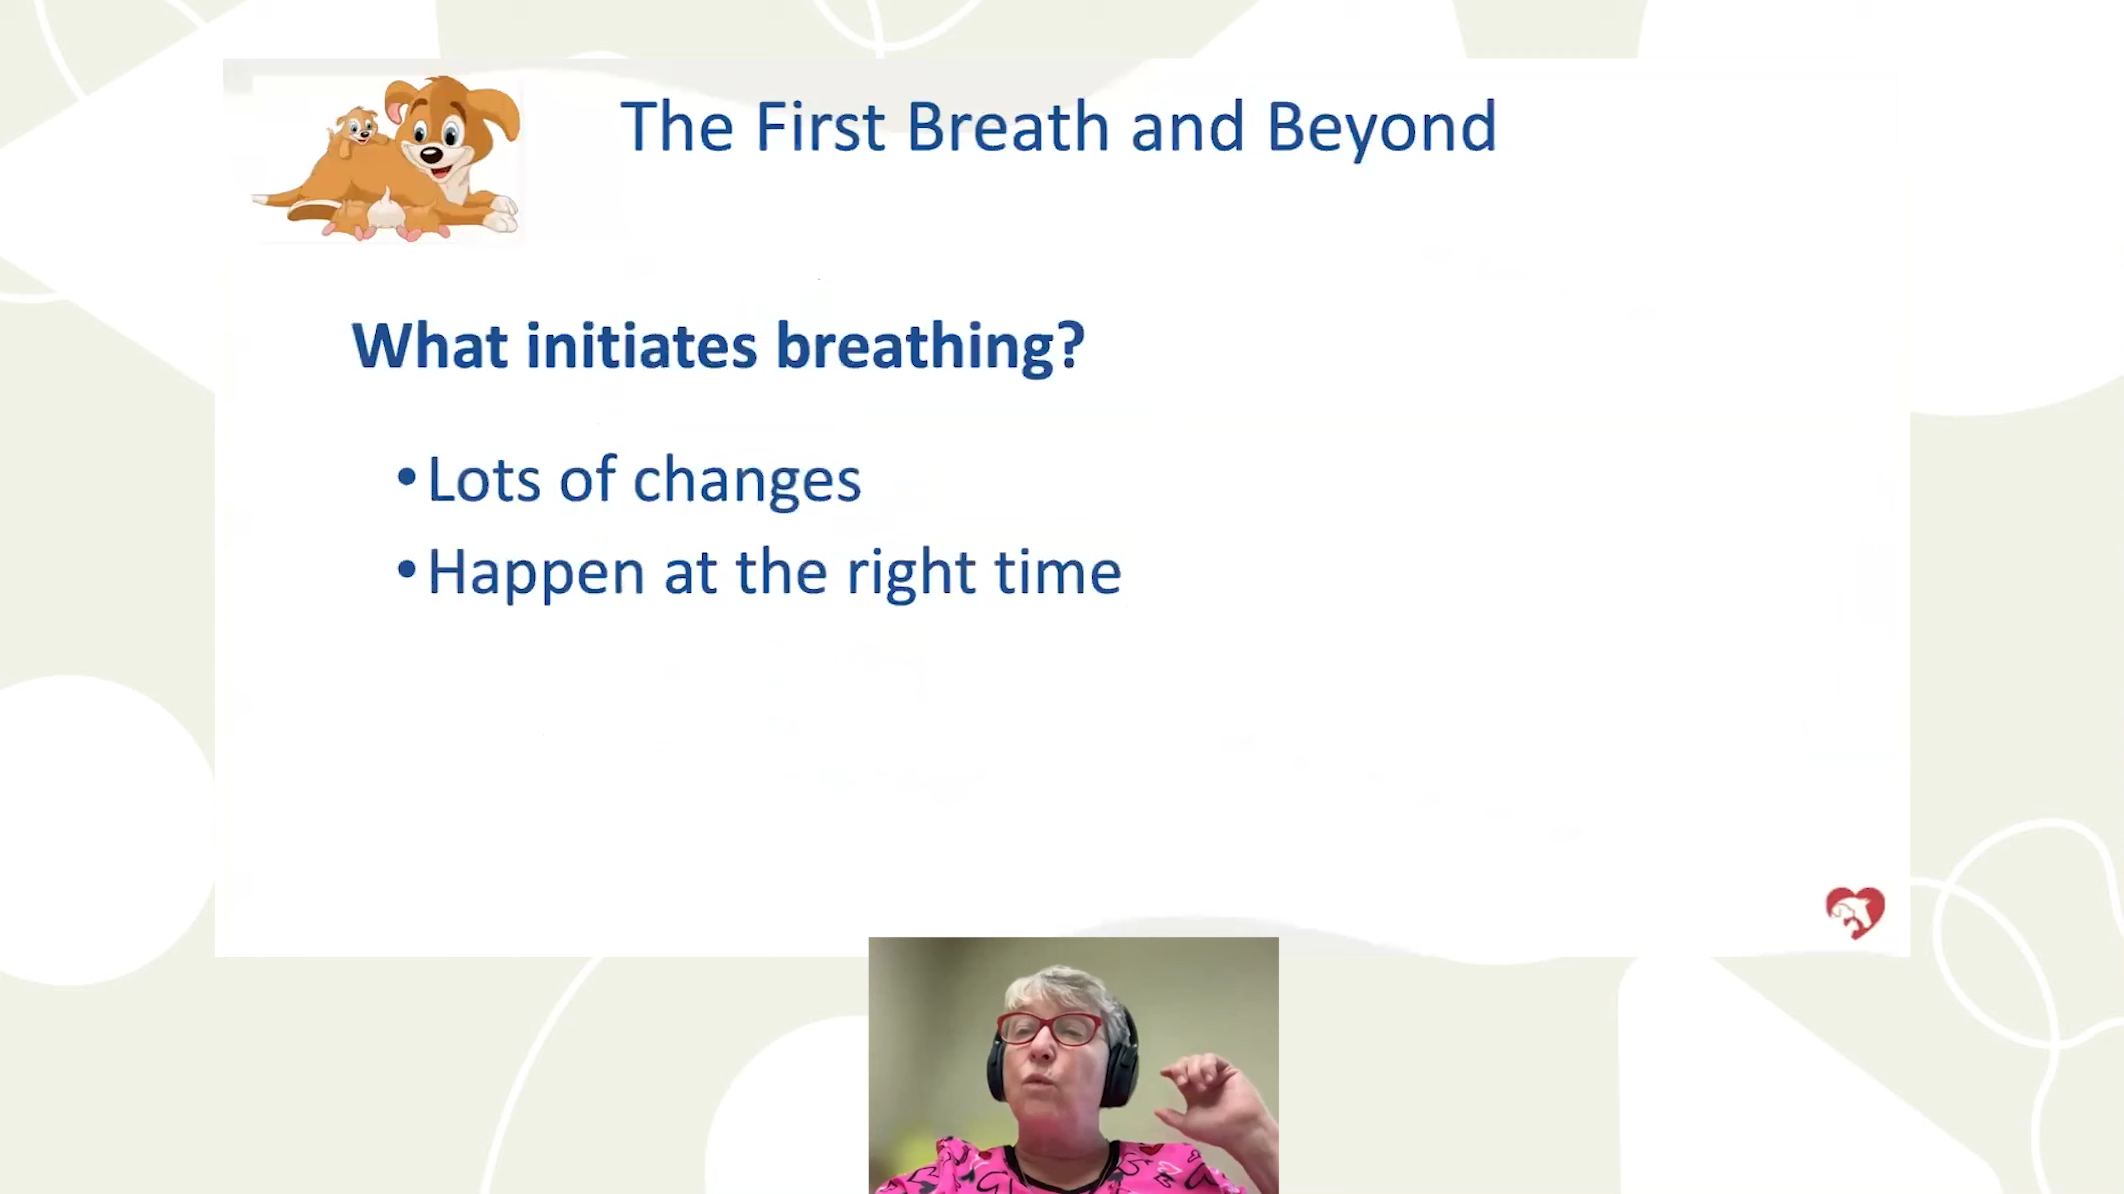 The First Breath and Beyond
What initiates breathing?
•Lots of changes
•Happen at the right time